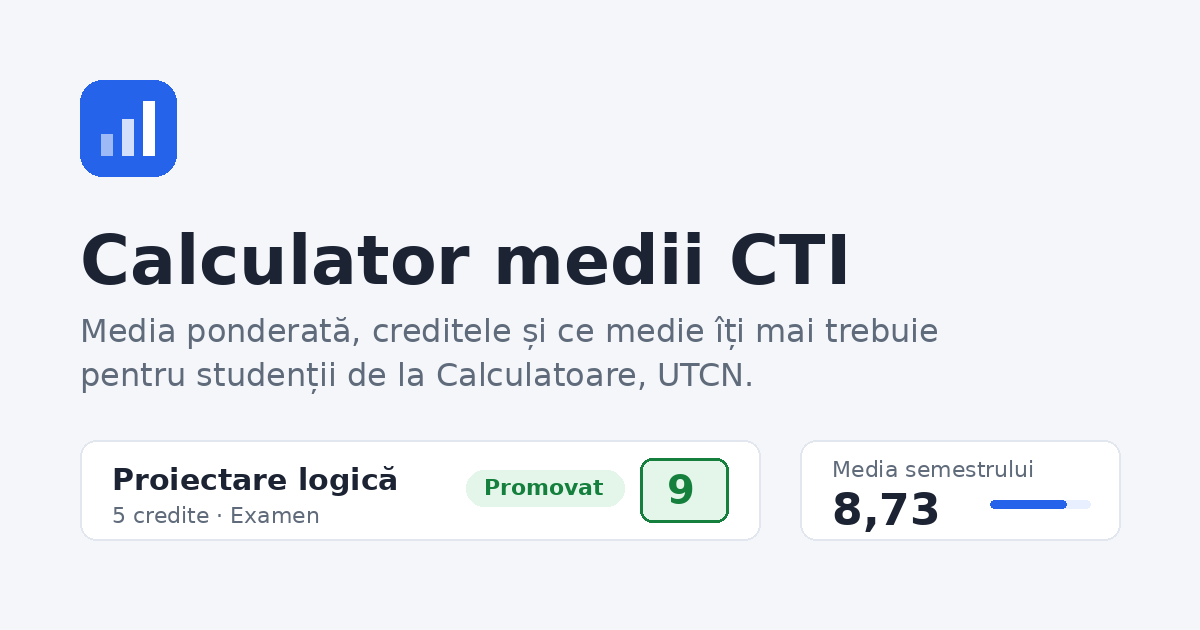 Calculator medii CTI
Media ponderată, creditele și ce medie îți mai trebuie
pentru studenții de la Calculatoare, UTCN.
Proiectare logică
5 credite · Examen
Promovat
9
Media semestrului
8,73